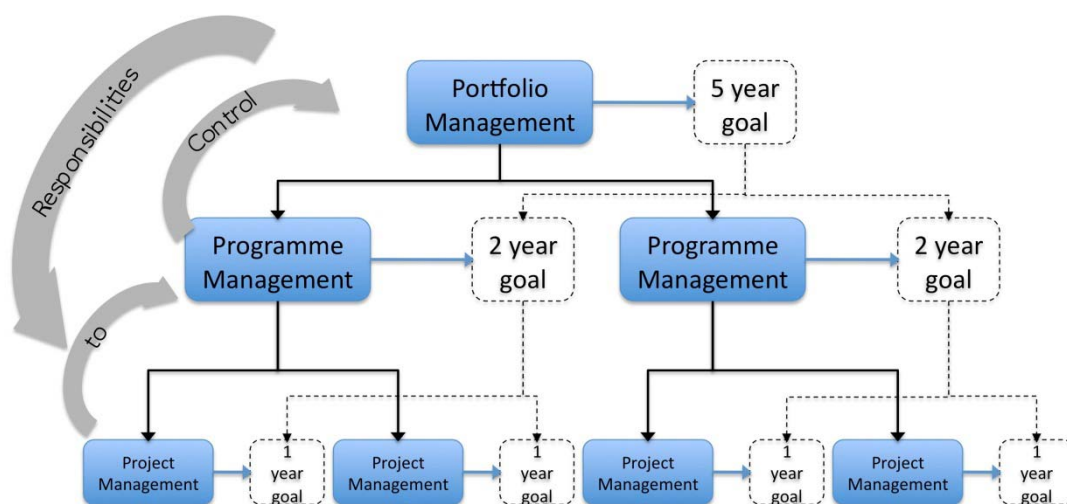 Responsibilities
Control
to
Portfolio
Management
5 year
goal
Programme
Management
2 year
goal
Programme
Management
2 year
goal
Project
Management
1
year
goal
Project
Management
1
year
goal
Project
Management
1
year
goal
Project
Management
1
year
goal